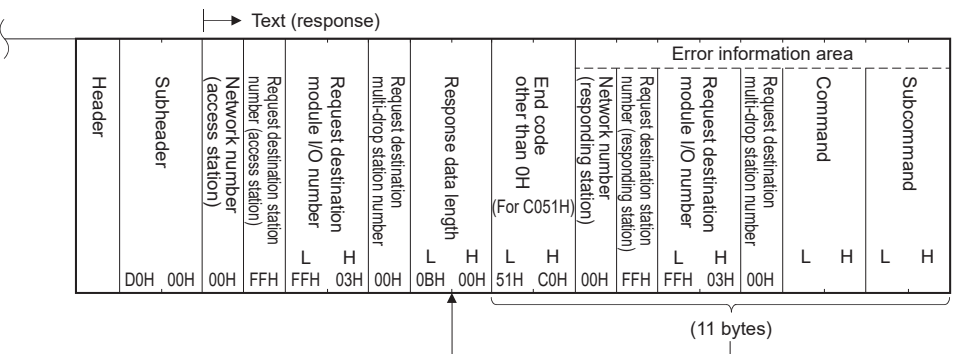 Text (response)
Error information area
Header
Subheader
Network number
(access station)
Request destination station
number (access station)
Request destination
module I/O number
Request destination
multi-drop station number
Response data length
End code
other than 0H
(For C051H)
Network number
(responding station)
Request destination station
number (responding station)
Request destination
module I/O number
Request destination
multi-drop station number
Command
Subcommand
L H L H L H L H L H L H
D0H 00H 00H FFH FFH 03H 00H 0BH 00H 51H C0H 00H FFH FFH 03H 00H
(11 bytes)